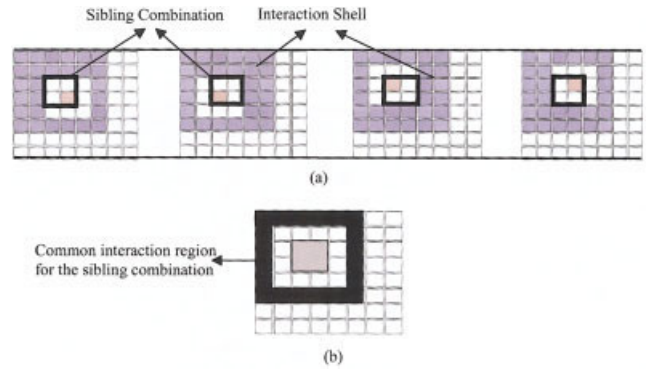 Sibling Combination
Interaction Shell
(a)
Common interaction region
for the sibling combination
(b)